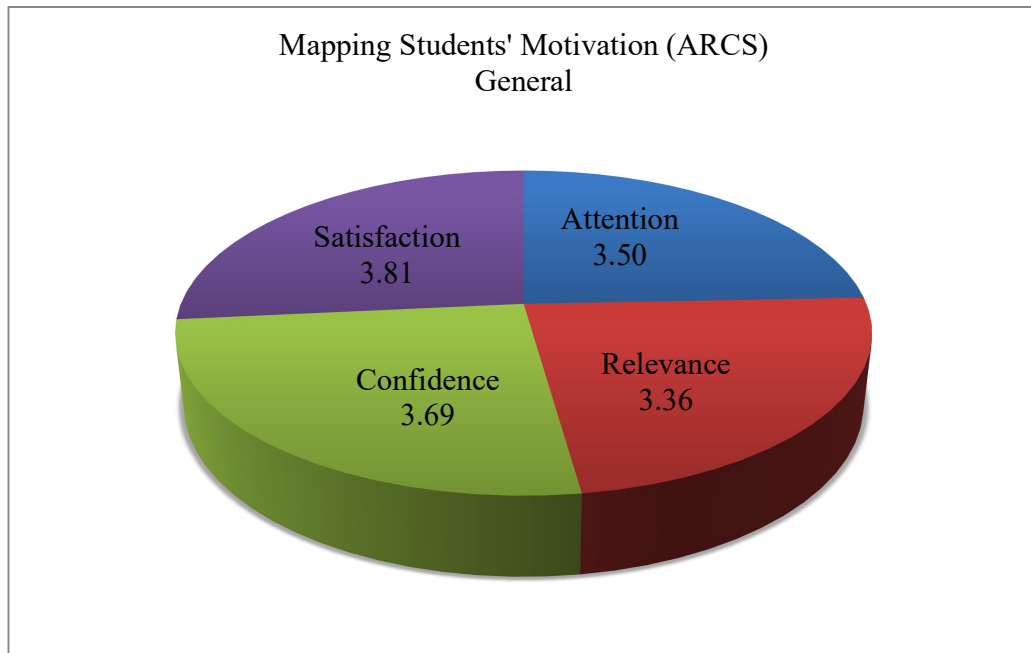 Mapping Students' Motivation (ARCS)
General
Satisfaction
3.81
Attention
3.50
Confidence
3.69
Relevance
3.36